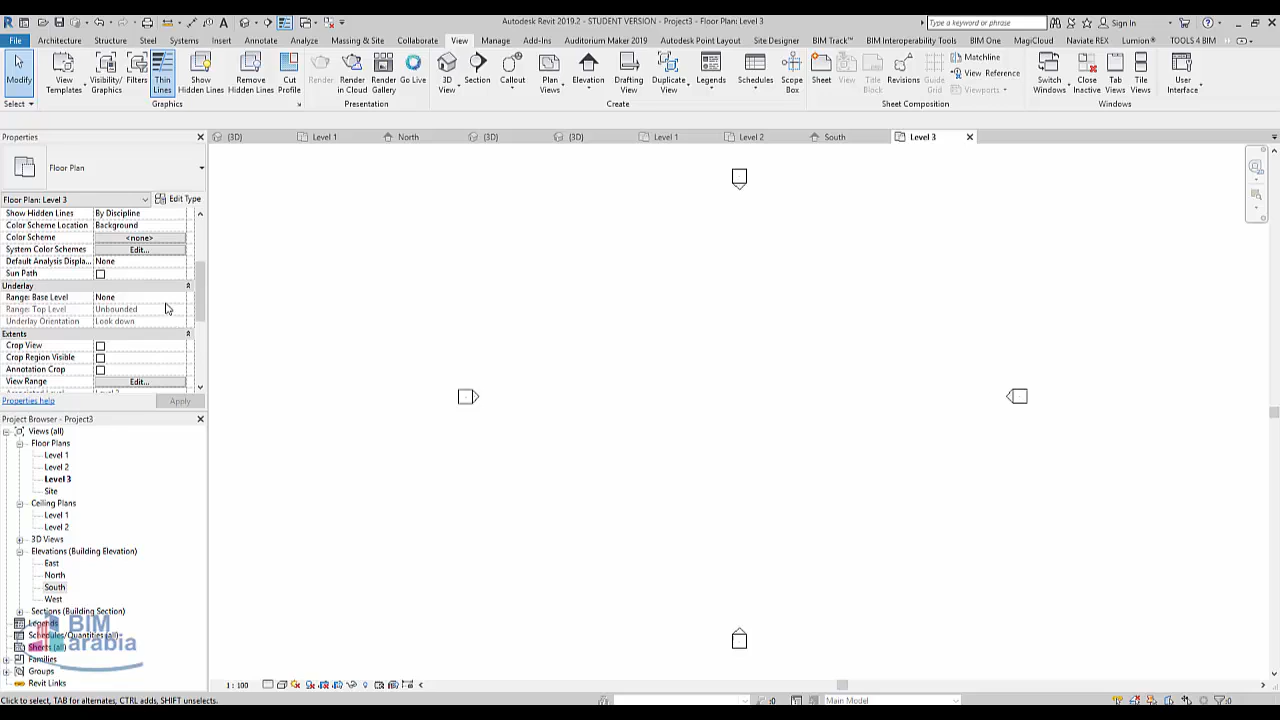 Autodesk Revit 2019.2 - STUDENT VERSION - Project3 - Floor Plan: Level 3
Type a keyword or phrase
Sign In
File Architecture Structure Steel Systems Insert Annotate Analyze Massing & Site Collaborate View Manage Add-Ins Auditorium Maker 2019 Autodesk Point Layout Site Designer BIM Track™ BIM Interoperability Tools BIM One MagiCloud Naviate REX Lumion® TOOLS 4 BIM
Modify
View Templates
Visibility/ Graphics
Filters
Thin Lines
Show Hidden Lines
Remove Hidden Lines
Cut Profile
Render
Render in Cloud
Render Gallery
Go Live
3D View
Section
Callout
Plan Views
Elevation
Drafting View
Duplicate View
Legends
Schedules
Scope Box
Sheet
View
Title Block
Revisions
Guide Grid
Matchline
View Reference
Viewports
Switch Windows
Close Inactive
Tab Views
Tile Views
User Interface
Select
Graphics
Presentation
Create
Sheet Composition
Windows
Properties
{3D} Level 1 North {3D} {3D} Level 1 Level 2 South Level 3
Floor Plan
Floor Plan: Level 3
Edit Type
Show Hidden Lines By Discipline
Color Scheme Location Background
Color Scheme <none>
System Color Schemes Edit...
Default Analysis Displa... None
Sun Path
Underlay
Range: Base Level None
Range: Top Level Unbounded
Underlay Orientation Look down
Extents
Crop View
Crop Region Visible
Annotation Crop
View Range Edit...
Properties help
Apply
Project Browser - Project3
Views (all)
Floor Plans
Level 1
Level 2
Level 3
Site
Ceiling Plans
Level 1
Level 2
3D Views
Elevations (Building Elevation)
East
North
South
West
Sections (Building Section)
Legends
Schedules/Quantities (all)
Sheets (all)
Families
Groups
Revit Links
BIM
arabia
1 : 100
Click to select, TAB for alternates, CTRL adds, SHIFT unselects.
:0
Main Model
:0